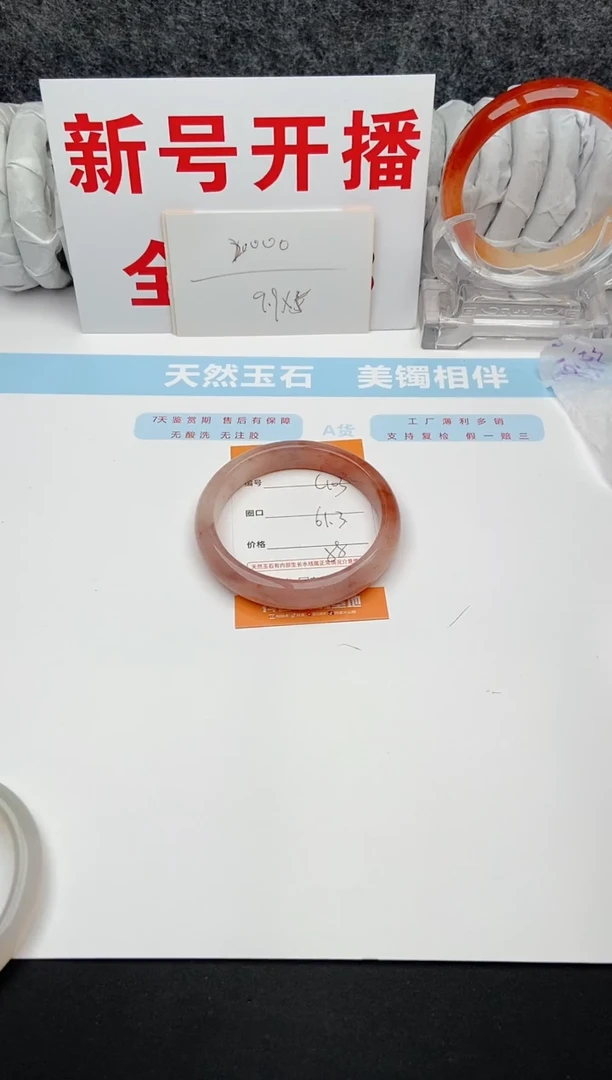 新号开播
全
20000
9.9X5
天然玉石 美镯相伴
7天鉴赏期 售后有保障
无酸洗 无注胶
A货
工厂薄利多销
支持复检 假一赔三
编号
圈口 61.3
价格 88